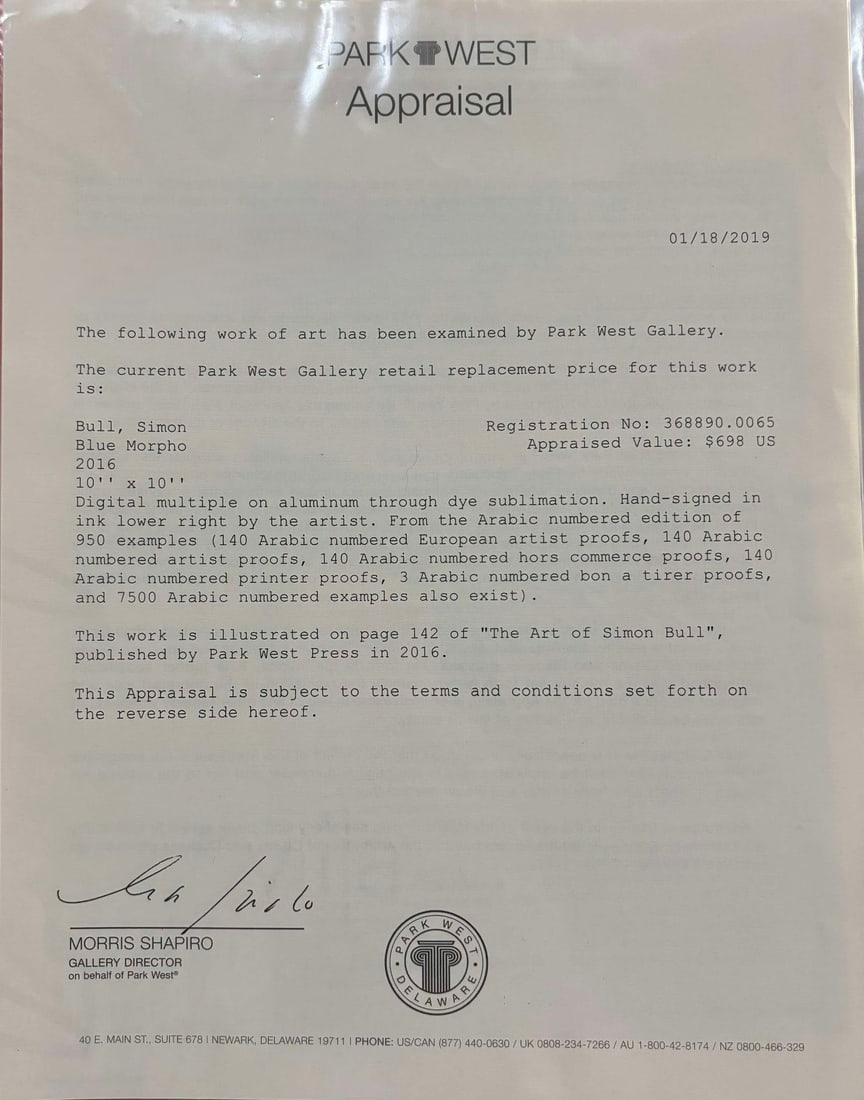 PARK WEST
Appraisal
01/18/2019
The following work of art has been examined by Park West Gallery.
The current Park West Gallery retail replacement price for this work
is:
Bull, Simon
Registration No: 368890.0065
Blue Morpho
Appraised Value: $698 US
2016
10'' x 10''
Digital multiple on aluminum through dye sublimation. Hand-signed in
ink lower right by the artist. From the Arabic numbered edition of
950 examples (140 Arabic numbered European artist proofs, 140 Arabic
numbered artist proofs, 140 Arabic numbered hors commerce proofs, 140
Arabic numbered printer proofs, 3 Arabic numbered bon a tirer proofs,
and 7500 Arabic numbered examples also exist).
This work is illustrated on page 142 of "The Art of Simon Bull",
published by Park West Press in 2016.
This Appraisal is subject to the terms and conditions set forth on
the reverse side hereof.
MORRIS SHAPIRO
GALLERY DIRECTOR
on behalf of Park West®
PARK WEST
DELAWARE
40 E. MAIN ST., SUITE 678 | NEWARK, DELAWARE 19711 | PHONE: US/CAN (877) 440-0630 / UK 0808-234-7266 / AU 1-800-42-8174 / NZ 0800-466-329